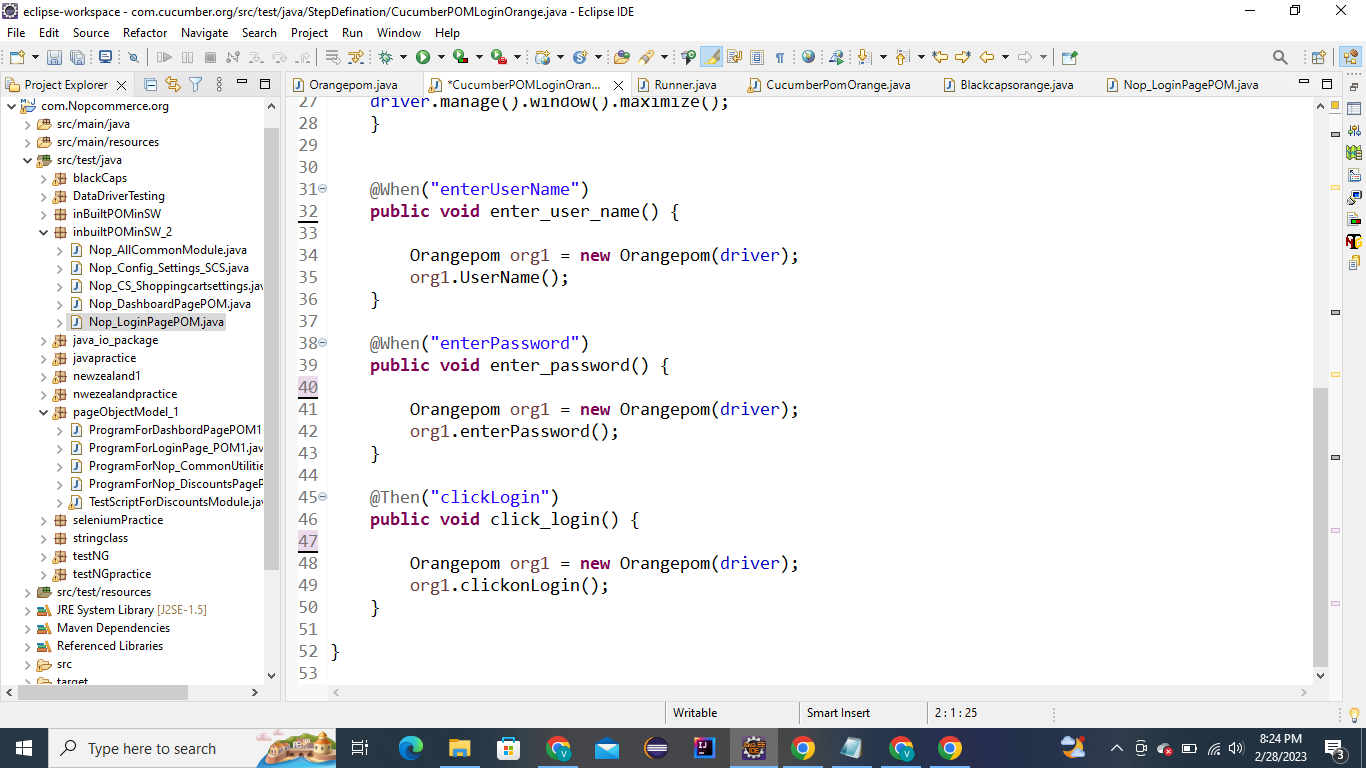 eclipse-workspace - com.cucumber.org/src/test/java/StepDefination/CucumberPOMLoginOrange.java - Eclipse IDE
File Edit Source Refactor Navigate Search Project Run Window Help
Project Explorer
Orangepom.java *CucumberPOMLoginOran... Runner.java CucumberPomOrange.java Blackcapsorange.java Nop_LoginPagePOM.java
com.Nopcommerce.org
src/main/java
src/main/resources
src/test/java
blackCaps
DataDriverTesting
inBuiltPOMinSW
inbuiltPOMinSW_2
Nop_AllCommonModule.java
Nop_Config_Settings_SCS.java
Nop_CS_Shoppingcartsettings.jav
Nop_DashboardPagePOM.java
Nop_LoginPagePOM.java
java_io_package
javapractice
newzealand1
nwezealandpractice
pageObjectModel_1
ProgramForDashbordPagePOM1
ProgramForLoginPage_POM1.jav
ProgramForNop_CommonUtilitie
ProgramForNop_DiscountsPageP
TestScriptForDiscountsModule.jav
seleniumPractice
stringclass
testNG
testNGpractice
src/test/resources
JRE System Library [J2SE-1.5]
Maven Dependencies
Referenced Libraries
src
target
27 driver.manage().window().maximize();
28 }
29
30
31 @When("enterUserName")
32 public void enter_user_name() {
33
34 Orangepom org1 = new Orangepom(driver);
35 org1.UserName();
36 }
37
38 @When("enterPassword")
39 public void enter_password() {
40
41 Orangepom org1 = new Orangepom(driver);
42 org1.enterPassword();
43 }
44
45 @Then("clickLogin")
46 public void click_login() {
47
48 Orangepom org1 = new Orangepom(driver);
49 org1.clickonLogin();
50 }
51
52 }
53
Writable Smart Insert 2 : 1 : 25
Type here to search
8:24 PM
2/28/2023
3